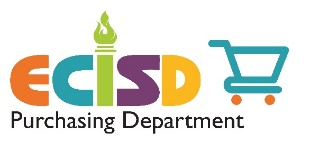 ECISD
Purchasing Department